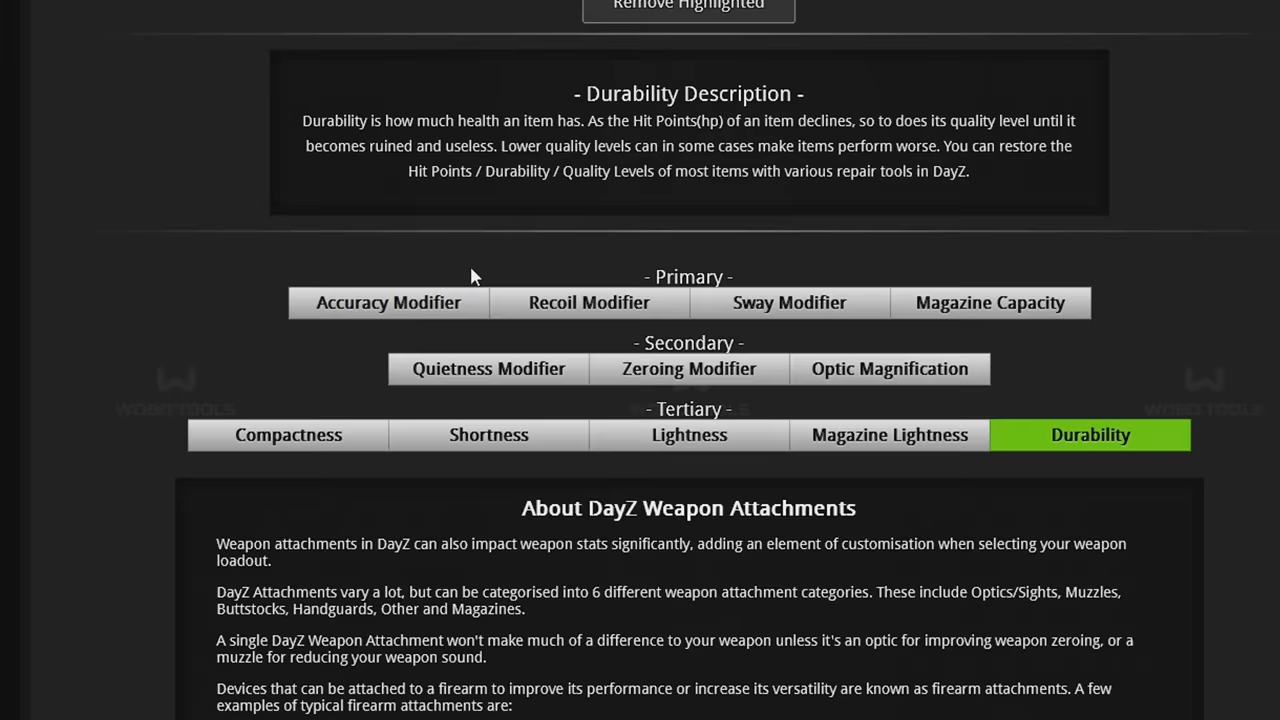 Remove Highlighted
- Durability Description -
Durability is how much health an item has. As the Hit Points(hp) of an item declines, so to does its quality level until it
becomes ruined and useless. Lower quality levels can in some cases make items perform worse. You can restore the
Hit Points / Durability / Quality Levels of most items with various repair tools in DayZ.
- Primary -
Accuracy Modifier Recoil Modifier Sway Modifier Magazine Capacity
- Secondary -
Quietness Modifier Zeroing Modifier Optic Magnification
WOBO TOOLS WOBO TOOLS
- Tertiary -
Compactness Shortness Lightness Magazine Lightness Durability
About DayZ Weapon Attachments
Weapon attachments in DayZ can also impact weapon stats significantly, adding an element of customisation when selecting your weapon
loadout.
DayZ Attachments vary a lot, but can be categorised into 6 different weapon attachment categories. These include Optics/Sights, Muzzles,
Buttstocks, Handguards, Other and Magazines.
A single DayZ Weapon Attachment won't make much of a difference to your weapon unless it's an optic for improving weapon zeroing, or a
muzzle for reducing your weapon sound.
Devices that can be attached to a firearm to improve its performance or increase its versatility are known as firearm attachments. A few
examples of typical firearm attachments are: